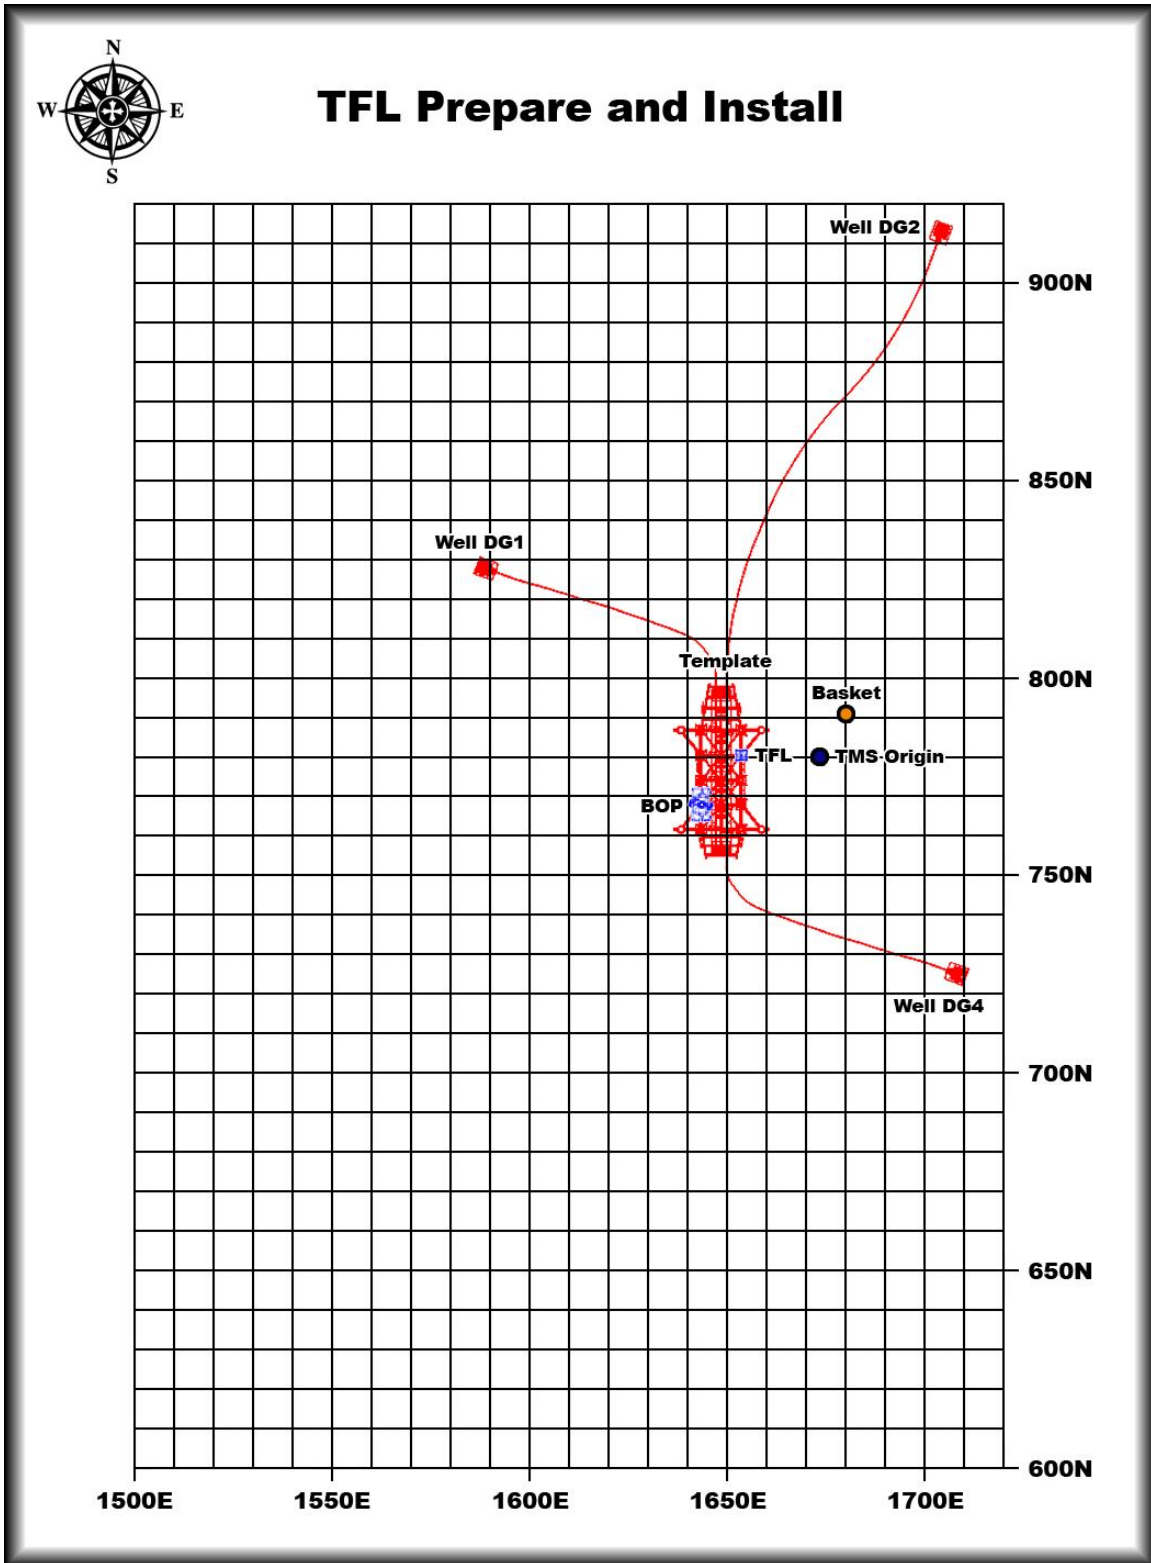 N
W E
S
TFL Prepare and Install
Well DG2
900N
850N
Well DG1
Template
800N
Basket
TFL
TMS Origin
BOP
750N
Well DG4
700N
650N
600N
1500E 1550E 1600E 1650E 1700E